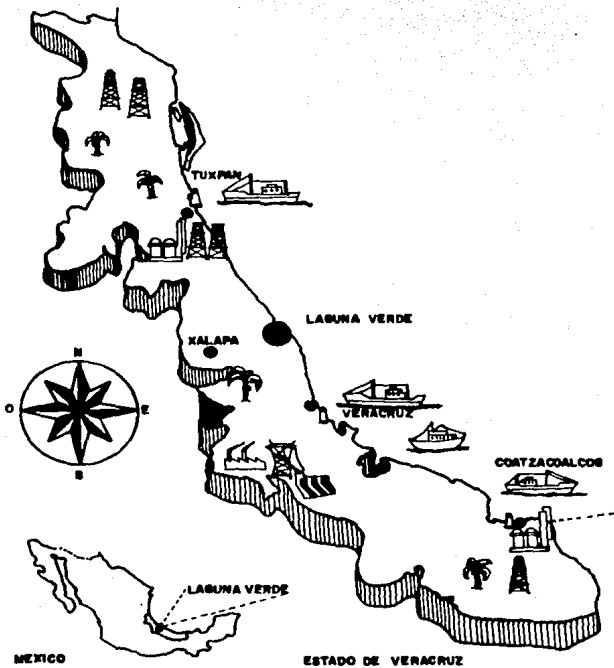 TUXPAN
LAGUNA VERDE
XALAPA
N
O
E
S
VERACRUZ
COATZACOALCOS
LAGUNA VERDE
MEXICO
ESTADO DE VERACRUZ